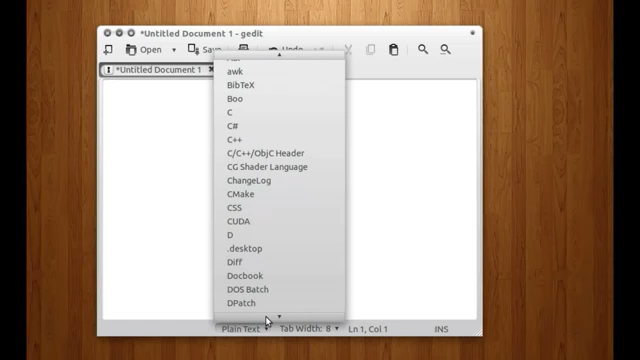 *Untitled Document 1 - gedit
Open Undo
*Untitled Document 1
awk
BibTeX
Boo
C
C#
C++
C/C++/ObjC Header
CG Shader Language
ChangeLog
CMake
CSS
CUDA
D
.desktop
Diff
Docbook
DOS Batch
DPatch
Plain Text Tab Width: 8 Ln 1, Col 1 INS